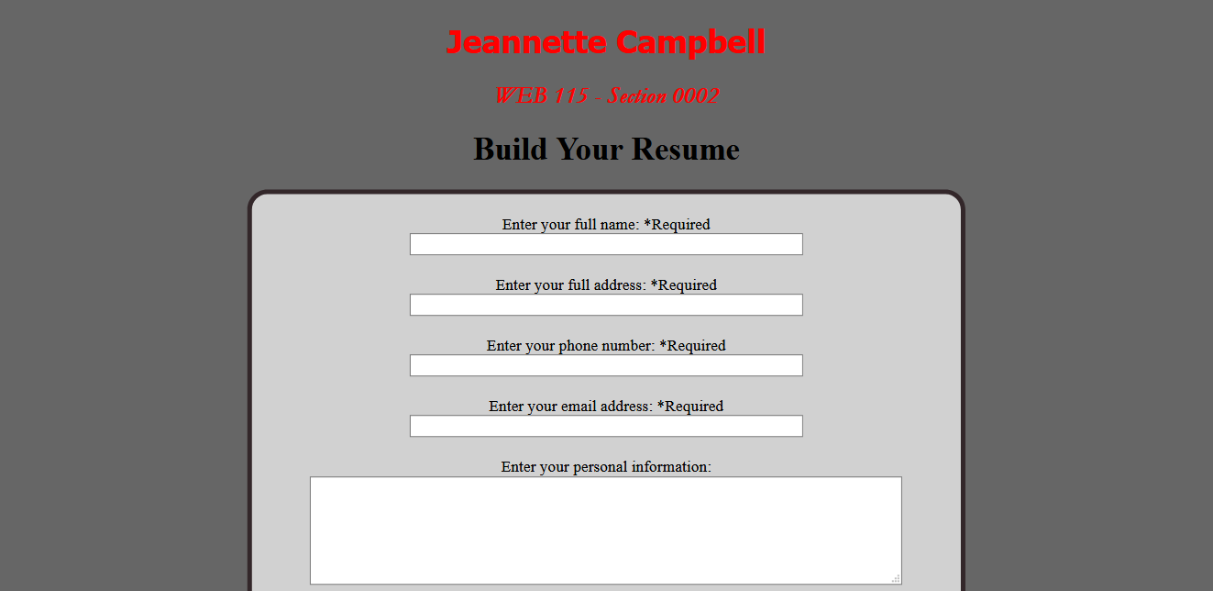 Jeannette Campbell
WEB 115 - Section 0002
Build Your Resume
Enter your full name: *Required
Enter your full address: *Required
Enter your phone number: *Required
Enter your email address: *Required
Enter your personal information: